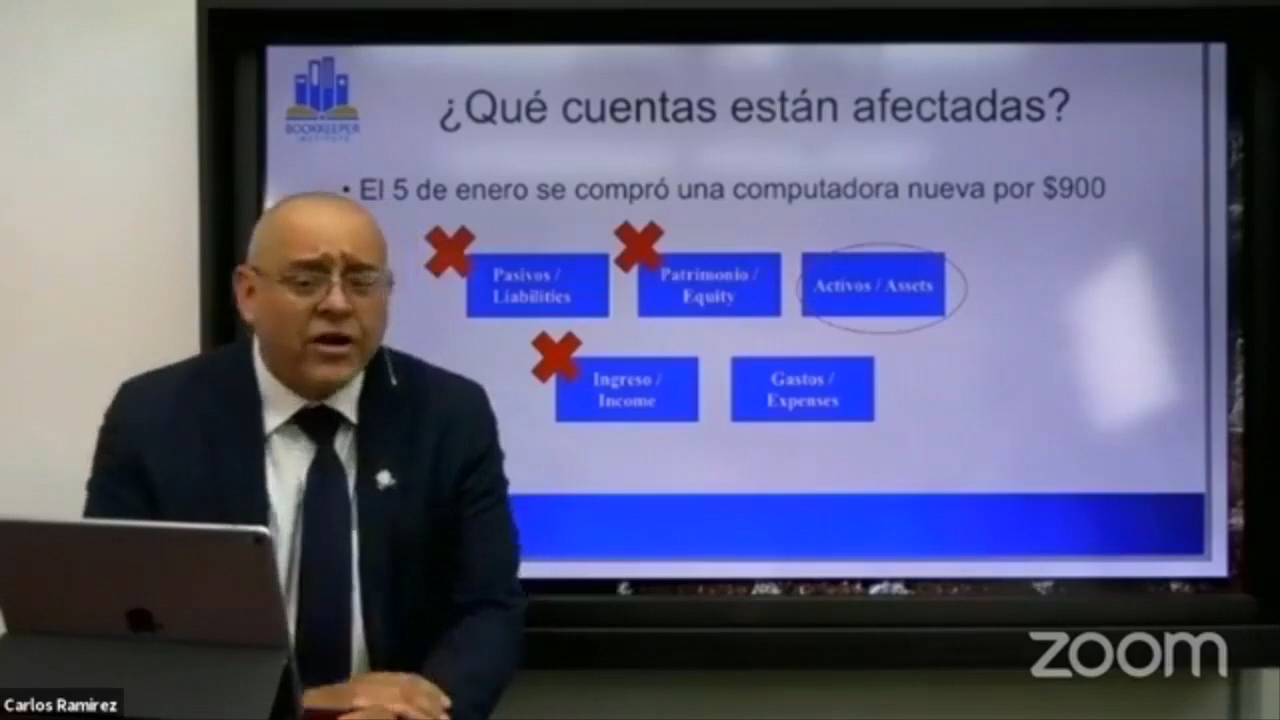 BOOKKEEPER
INSTITUTE
¿Qué cuentas están afectadas?
• El 5 de enero se compró una computadora nueva por $900
Pasivos /
Liabilities
Patrimonio /
Equity
Activos / Assets
Ingreso /
Income
Gastos /
Expenses
zoom
Carlos Ramirez